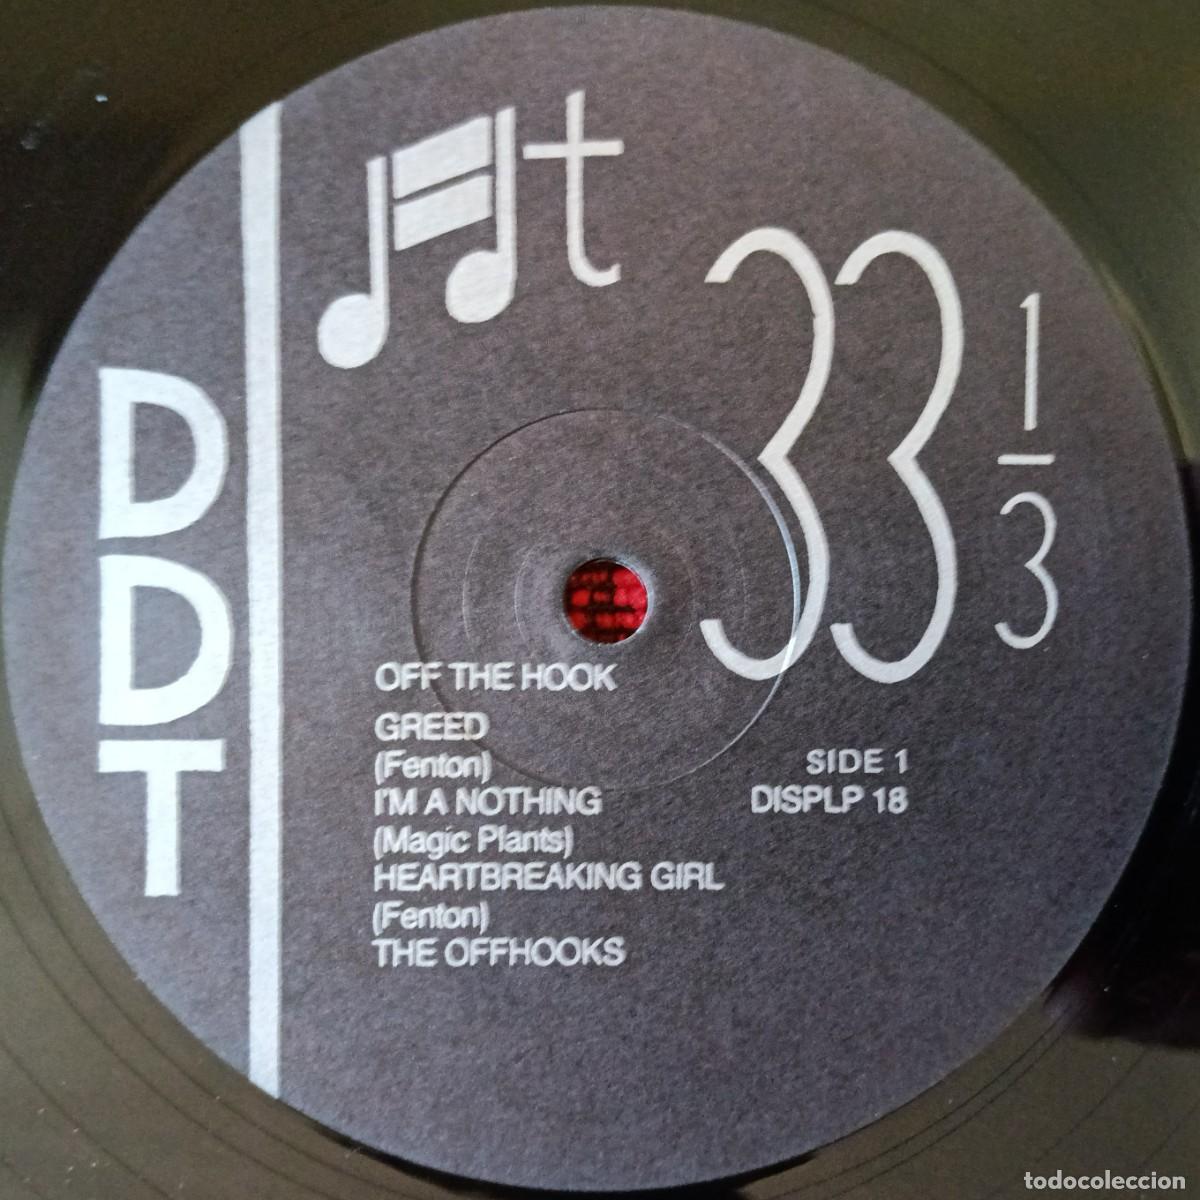 DDT
t
33 1/3
OFF THE HOOK
GREED
(Fenton)
I'M A NOTHING
(Magic Plants)
HEARTBREAKING GIRL
(Fenton)
THE OFFHOOKS
SIDE 1
DISPLP 18
todocoleccion